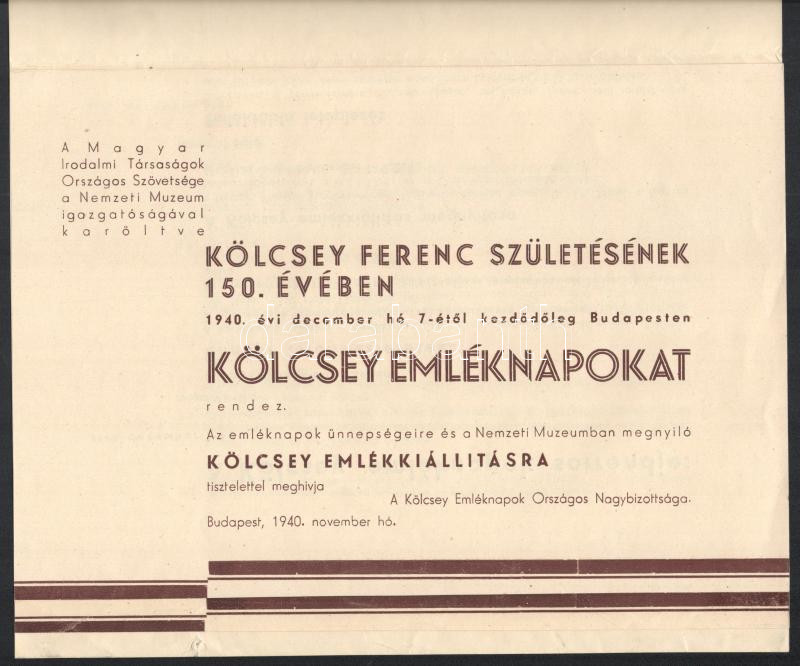 A Magyar
Irodalmi Társaságok
Országos Szövetsége
a Nemzeti Muzeum
igazgatóságával
karöltve
KÖLCSEY FERENC SZÜLETÉSÉNEK
150. ÉVÉBEN
1940. évi december hó 7-étől kezdődőleg Budapesten
KÖLCSEY EMLÉKNAPOKAT
rendez.
Az emléknapok ünnepségeire és a Nemzeti Muzeumban megnyiló
KÖLCSEY EMLÉKKIÁLLITÁSRA
tisztelettel meghivja
A Kölcsey Emléknapok Országos Nagybizottsága.
Budapest, 1940. november hó.
darabanth